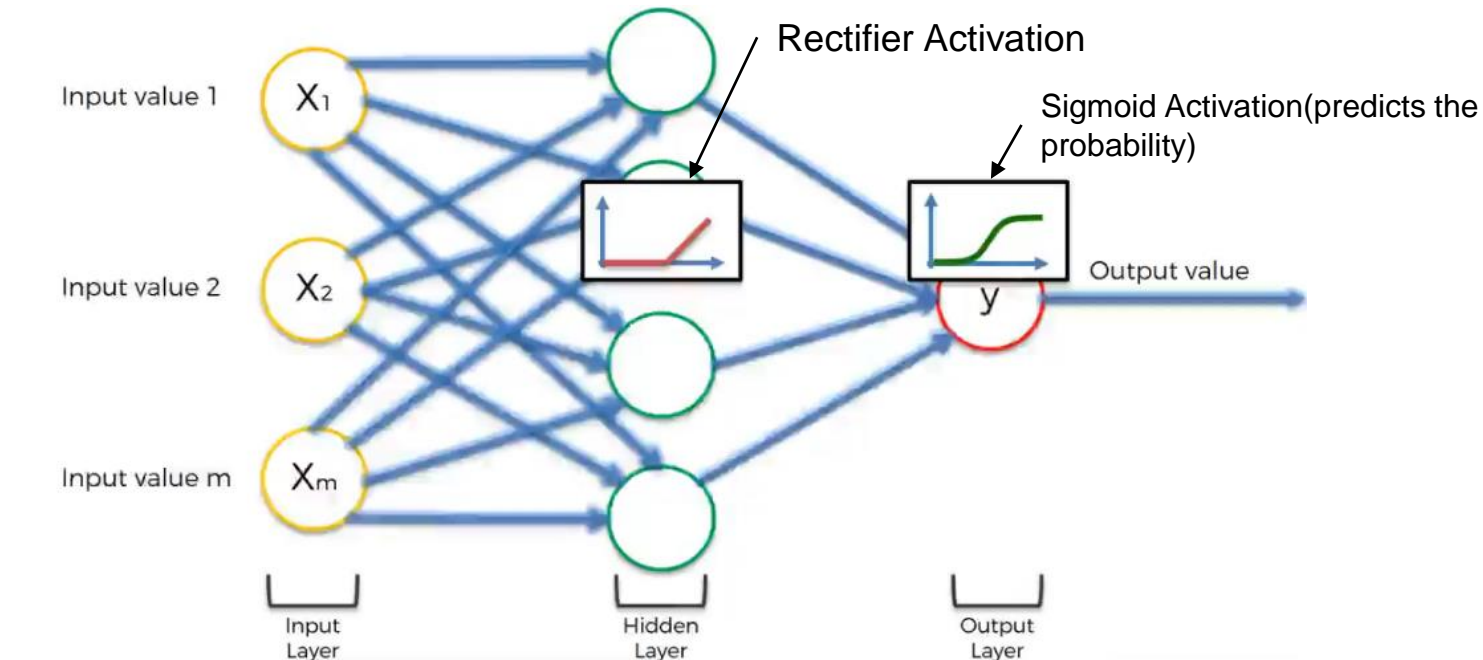 Rectifier Activation
Input value 1
X1
Sigmoid Activation(predicts the
probability)
Input value 2
X2
Output value
y
Input value m
Xm
Input
Layer
Hidden
Layer
Output
Layer